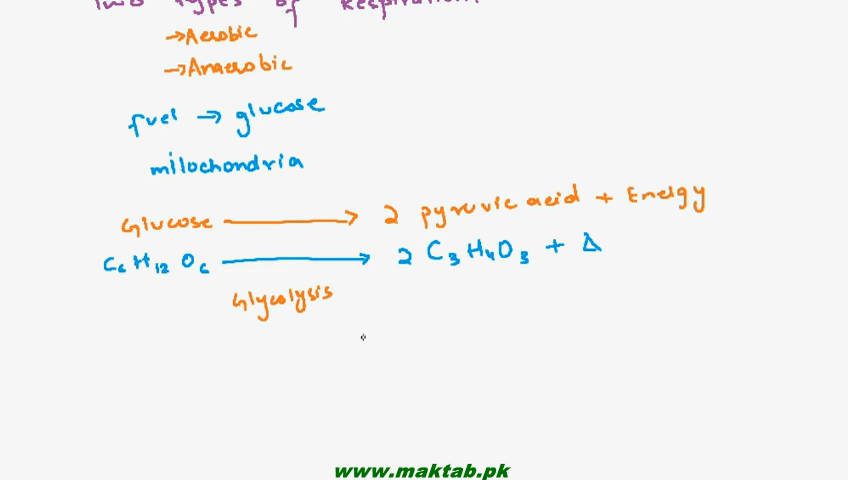 Two types of Respiration
→Aerobic
→Anaerobic
fuel → glucose
milochondria
Glucose → 2 pyruvic acid + Energy
C₆H₁₂O₆ → 2 C₃H₄O₃ + Δ
Glycolysis
www.maktab.pk